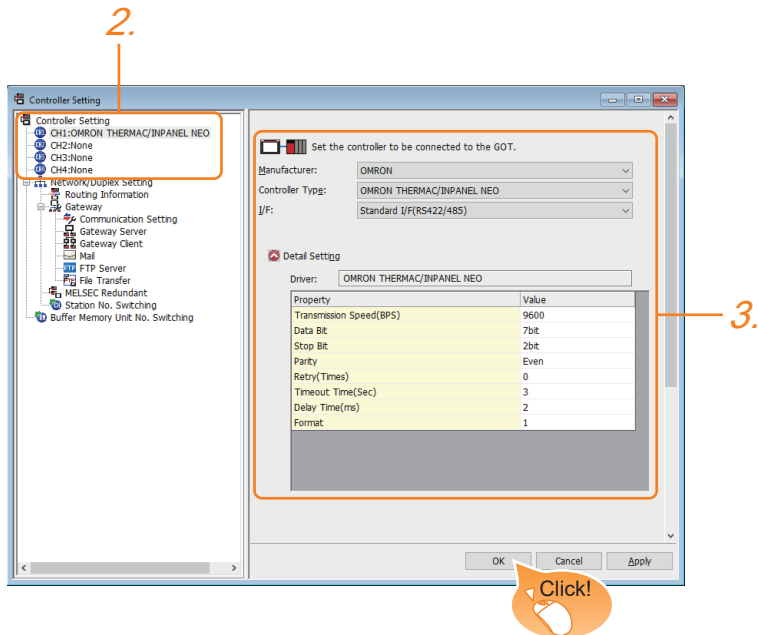 2.
Controller Setting
Controller Setting
CH1:OMRON THERMAC/INPANEL NEO
CH2:None
CH3:None
CH4:None
Network/Duplex Setting
Routing Information
Gateway
Communication Setting
Gateway Server
Gateway Client
Mail
FTP Server
File Transfer
MELSEC Redundant
Station No. Switching
Buffer Memory Unit No. Switching
Set the controller to be connected to the GOT.
Manufacturer: OMRON
Controller Type: OMRON THERMAC/INPANEL NEO
I/F: Standard I/F(RS422/485)
Detail Setting
Driver: OMRON THERMAC/INPANEL NEO
Property Value
Transmission Speed(BPS) 9600
Data Bit 7bit
Stop Bit 2bit
Parity Even
Retry(Times) 0
Timeout Time(Sec) 3
Delay Time(ms) 2
Format 1
3.
OK Cancel Apply
Click!